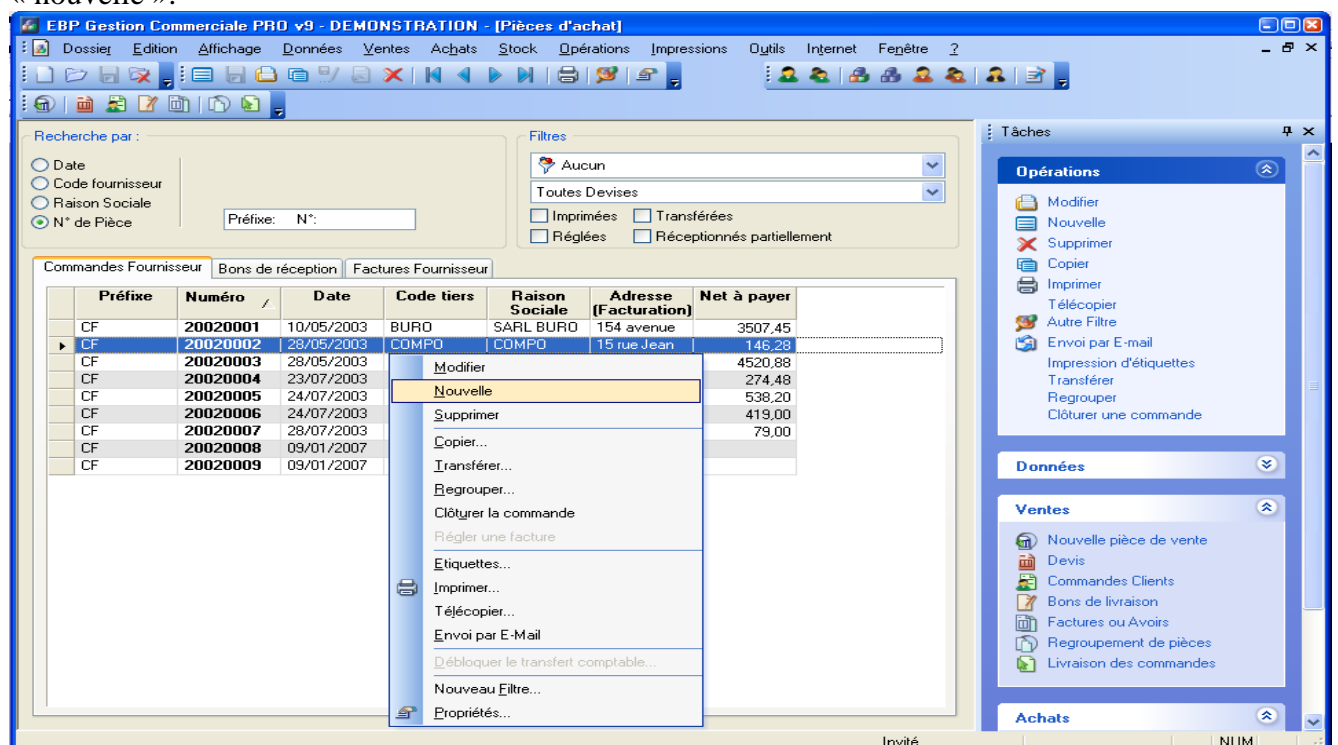 « nouvelle ».
EBP Gestion Commerciale PRO v9 - DEMONSTRATION - [Pièces d'achat]
Dossier Edition Affichage Données Ventes Achats Stock Opérations Impressions Outils Internet Fenêtre ?
Recherche par :
Date
Code fournisseur
Raison Sociale
N° de Pièce
Préfixe: N°:
Filtres
Aucun
Toutes Devises
Imprimées Transférées
Réglées Réceptionnés partiellement
Commandes Fournisseur Bons de réception Factures Fournisseur
Préfixe Numéro Date Code tiers Raison Sociale Adresse (Facturation) Net à payer
CF 20020001 10/05/2003 BURO SARL BURO 154 avenue 3507,45
CF 20020002 28/05/2003 COMPO COMPO 15 rue Jean 146,28
CF 20020003 28/05/2003 4520,88
CF 20020004 23/07/2003 274,48
CF 20020005 24/07/2003 538,20
CF 20020006 24/07/2003 419,00
CF 20020007 28/07/2003 79,00
CF 20020008 09/01/2007
CF 20020009 09/01/2007
Modifier
Nouvelle
Supprimer
Copier...
Transférer...
Regrouper...
Clôturer la commande
Régler une facture
Etiquettes...
Imprimer...
Télécopier...
Envoi par E-Mail
Débloquer le transfert comptable...
Nouveau Filtre...
Propriétés...
Tâches
Opérations
Modifier
Nouvelle
Supprimer
Copier
Imprimer
Télécopier
Autre Filtre
Envoi par E-mail
Impression d'étiquettes
Transférer
Regrouper
Clôturer une commande
Données
Ventes
Nouvelle pièce de vente
Devis
Commandes Clients
Bons de livraison
Factures ou Avoirs
Regroupement de pièces
Livraison des commandes
Achats
Invité NUM